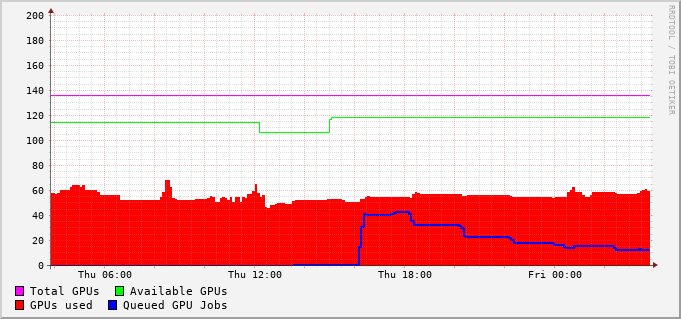 200
180
160
140
120
100
80
60
40
20
0
Thu 06:00 Thu 12:00 Thu 18:00 Fri 00:00
Total GPUs Available GPUs
GPUs used Queued GPU Jobs
RRDTOOL / TOBI OETIKER